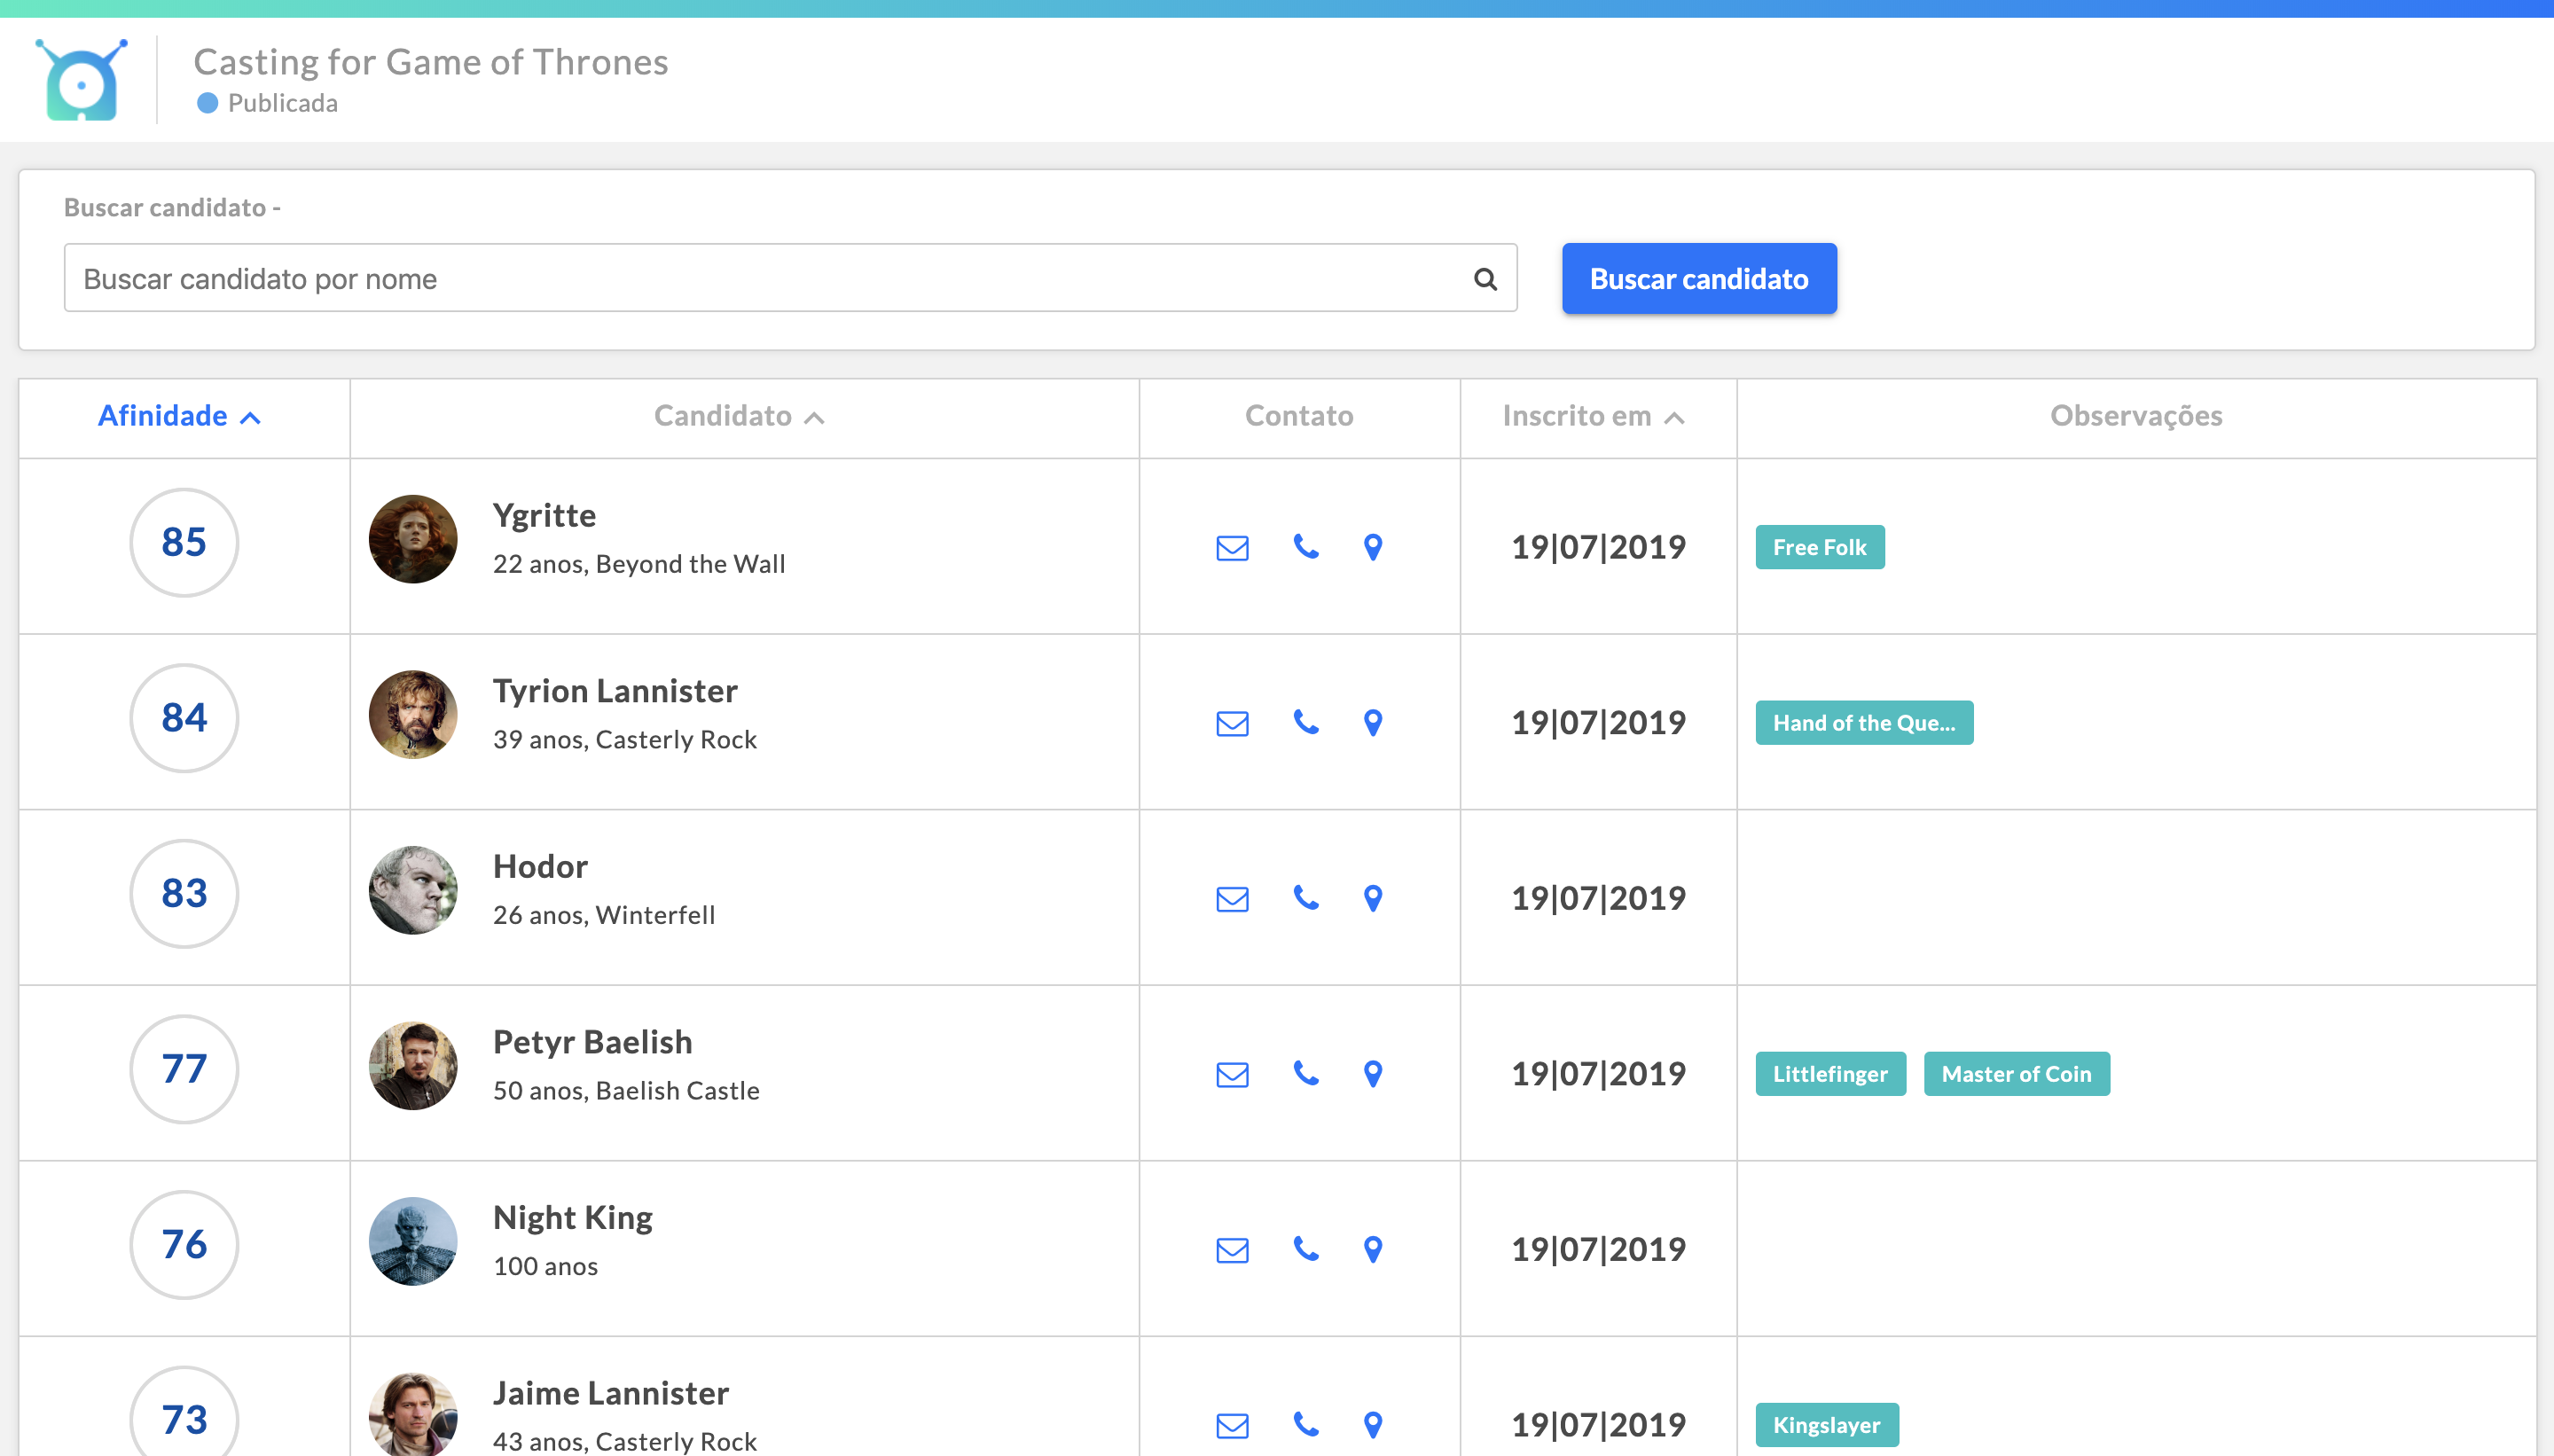 Casting for Game of Thrones
Publicada
Buscar candidato -
Buscar candidato por nome
Buscar candidato
Afinidade Candidato Contato Inscrito em Observações
85 Ygritte 19|07|2019 Free Folk
22 anos, Beyond the Wall
84 Tyrion Lannister 19|07|2019 Hand of the Que...
39 anos, Casterly Rock
83 Hodor 19|07|2019
26 anos, Winterfell
77 Petyr Baelish 19|07|2019 Littlefinger Master of Coin
50 anos, Baelish Castle
76 Night King 19|07|2019
100 anos
73 Jaime Lannister 19|07|2019 Kingslayer
43 anos, Casterly Rock